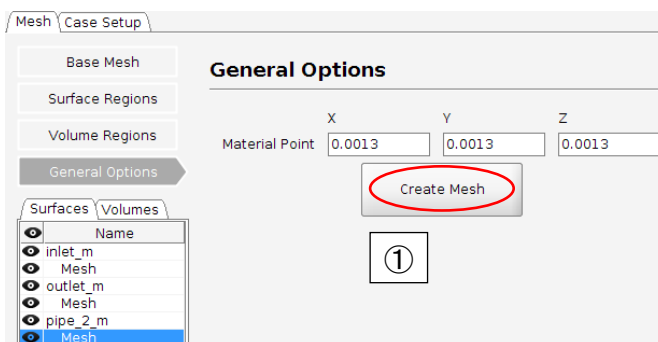 Mesh Case Setup
Base Mesh
Surface Regions
Volume Regions
General Options
General Options
X Y Z
Material Point 0.0013 0.0013 0.0013
Create Mesh
①
Surfaces Volumes
Name
inlet_m
Mesh
outlet_m
Mesh
pipe_2_m
Mesh